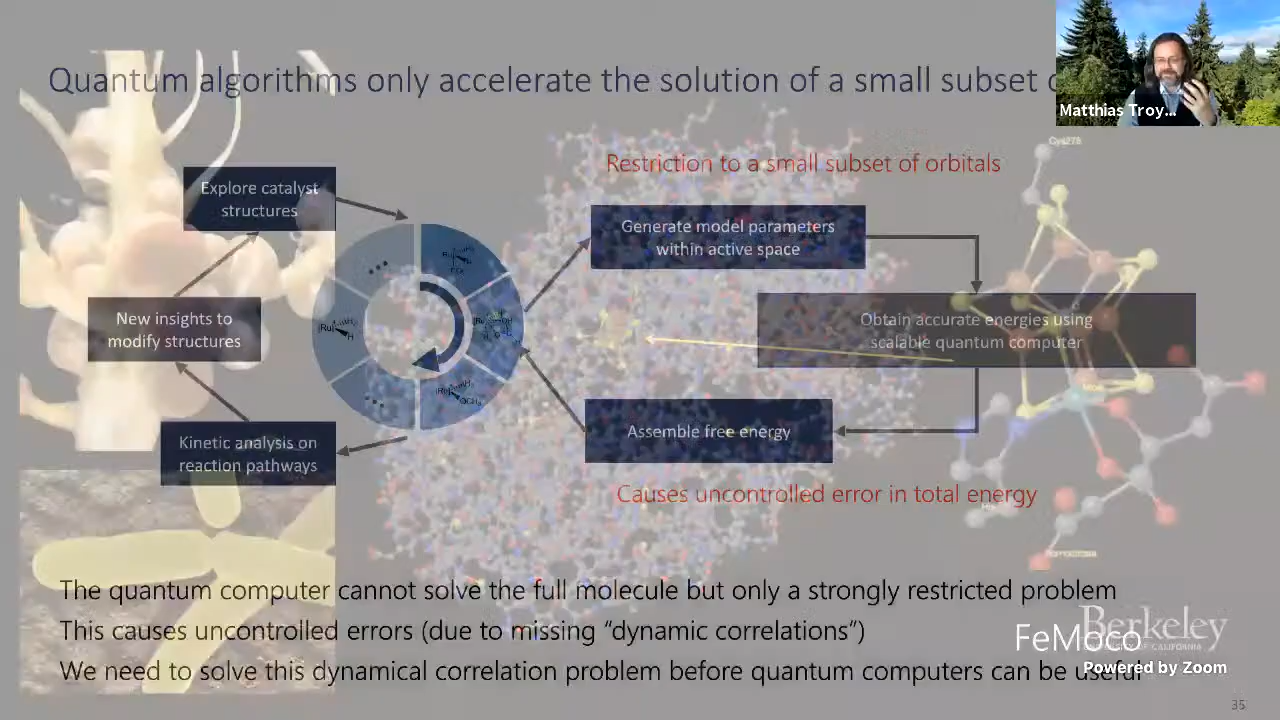 Quantum algorithms only accelerate the solution of a small subset
Matthias Troy...
Cys275
Restriction to a small subset of orbitals
Explore catalyst
structures
Generate model parameters
within active space
New insights to
modify structures
Obtain accurate energies using
scalable quantum computer
Kinetic analysis on
reaction pathways
Assemble free energy
Causes uncontrolled error in total energy
The quantum computer cannot solve the full molecule but only a strongly restricted problem
This causes uncontrolled errors (due to missing “dynamic correlations”)
We need to solve this dynamical correlation problem before quantum computers can be useful
FeMoco
Berkeley
UNIVERSITY OF CALIFORNIA
Powered by Zoom
35